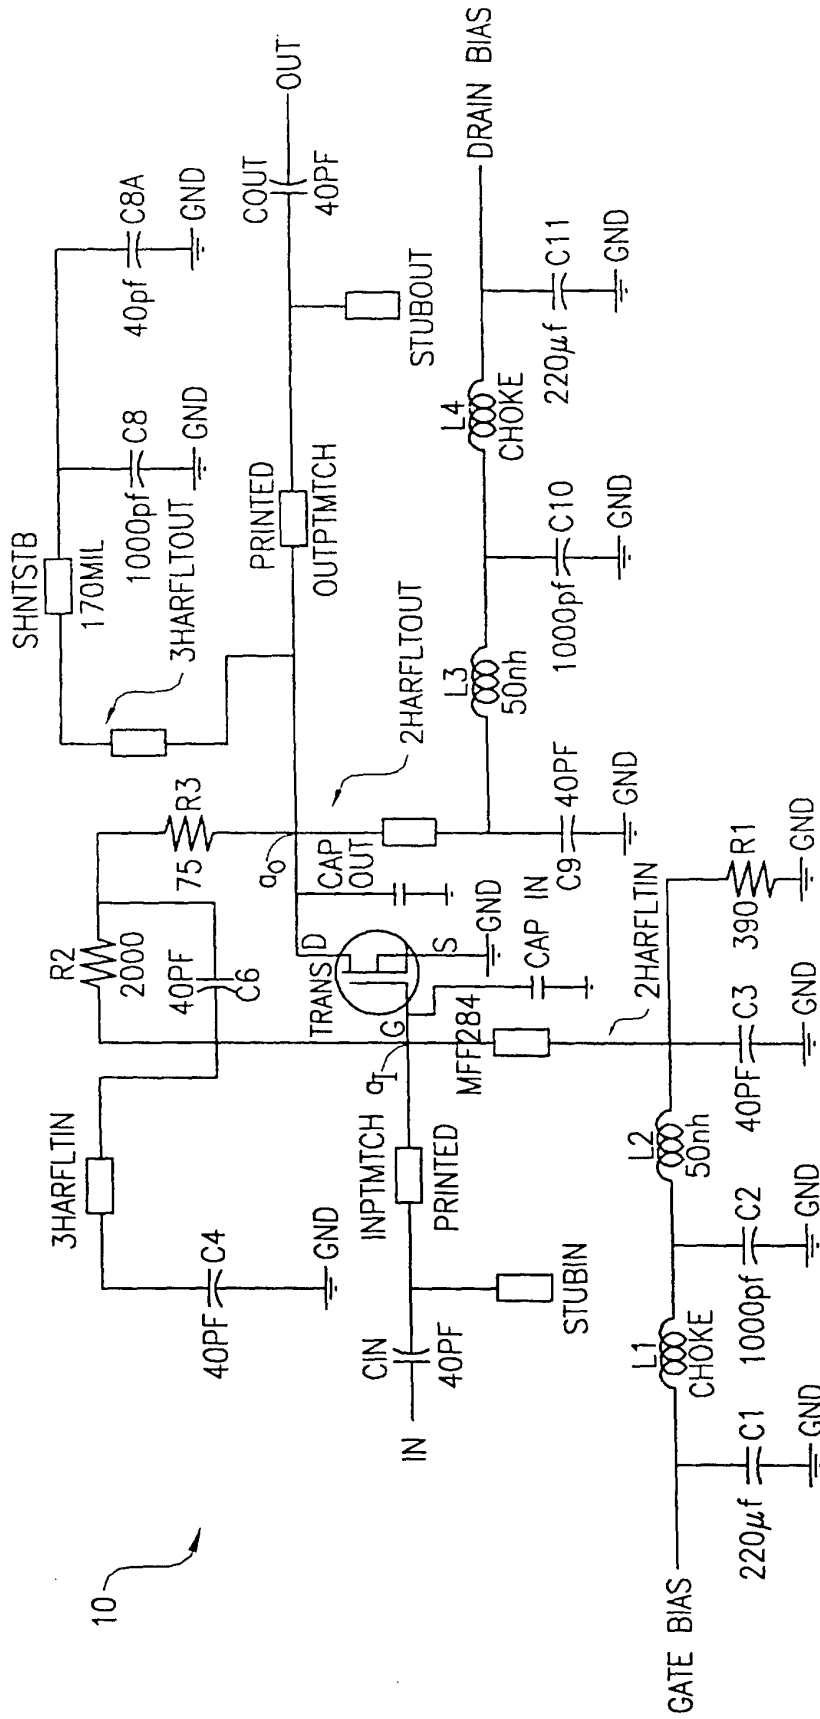 10
SHNTSTB
170MIL
40pf
C8A
GND
1000pf
C8
GND
3HARFLTOUT
3HARFLTIN
40PF
C4
GND
R2
2000
40PF
C6
75
R3
COUT
40PF
OUT
PRINTED
OUTPTMTCH
STUBOUT
a0
CAP
OUT
TRANS
D
G
S
GND
CAP IN
aI
MFF284
INPTMTCH
PRINTED
IN
CIN
40PF
STUBIN
2HARFLTOUT
L3
50nh
L4
CHOKE
DRAIN BIAS
C9
40PF
GND
1000pf
C10
GND
220µf
C11
GND
2HARFLTIN
GATE BIAS
L1
CHOKE
L2
50nh
220µf
C1
GND
1000pf
C2
GND
40PF
C3
GND
390
R1
GND